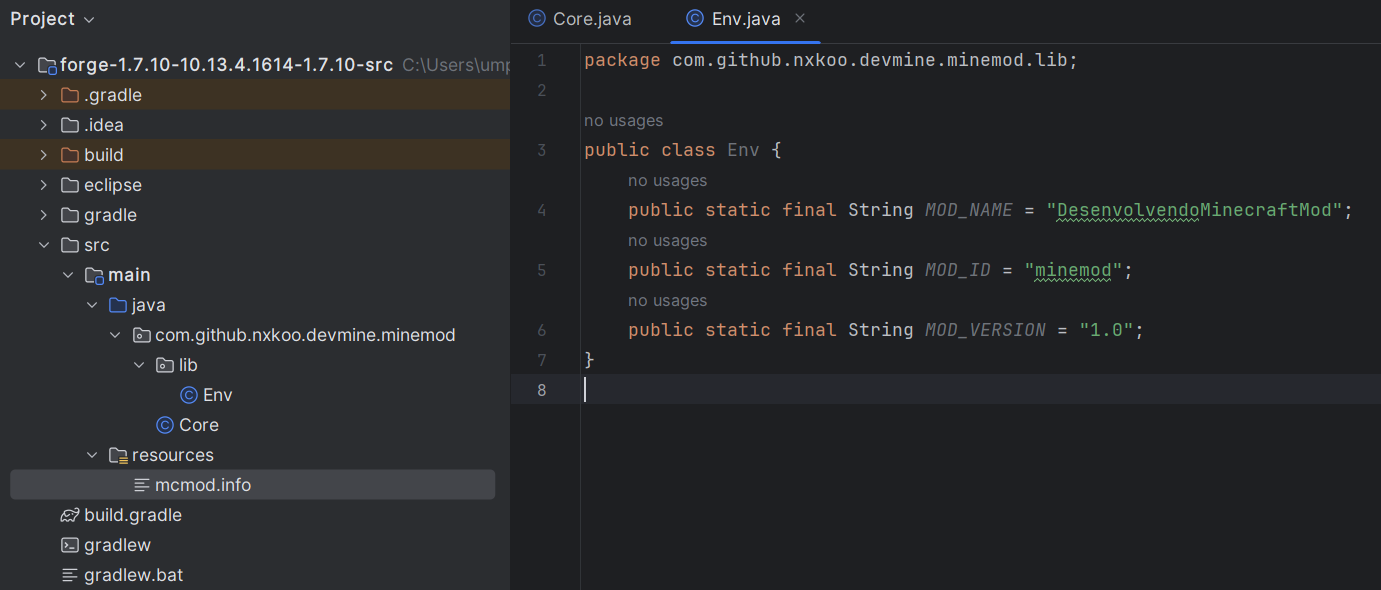 Project
forge-1.7.10-10.13.4.1614-1.7.10-src C:\Users\ump
.gradle
.idea
build
eclipse
gradle
src
main
java
com.github.nxkoo.devmine.minemod
lib
Env
Core
resources
mcmod.info
build.gradle
gradlew
gradlew.bat
Core.java Env.java
1 package com.github.nxkoo.devmine.minemod.lib;
2
no usages
3 public class Env {
no usages
4 public static final String MOD_NAME = "DesenvolvendoMinecraftMod";
no usages
5 public static final String MOD_ID = "minemod";
no usages
6 public static final String MOD_VERSION = "1.0";
7 }
8